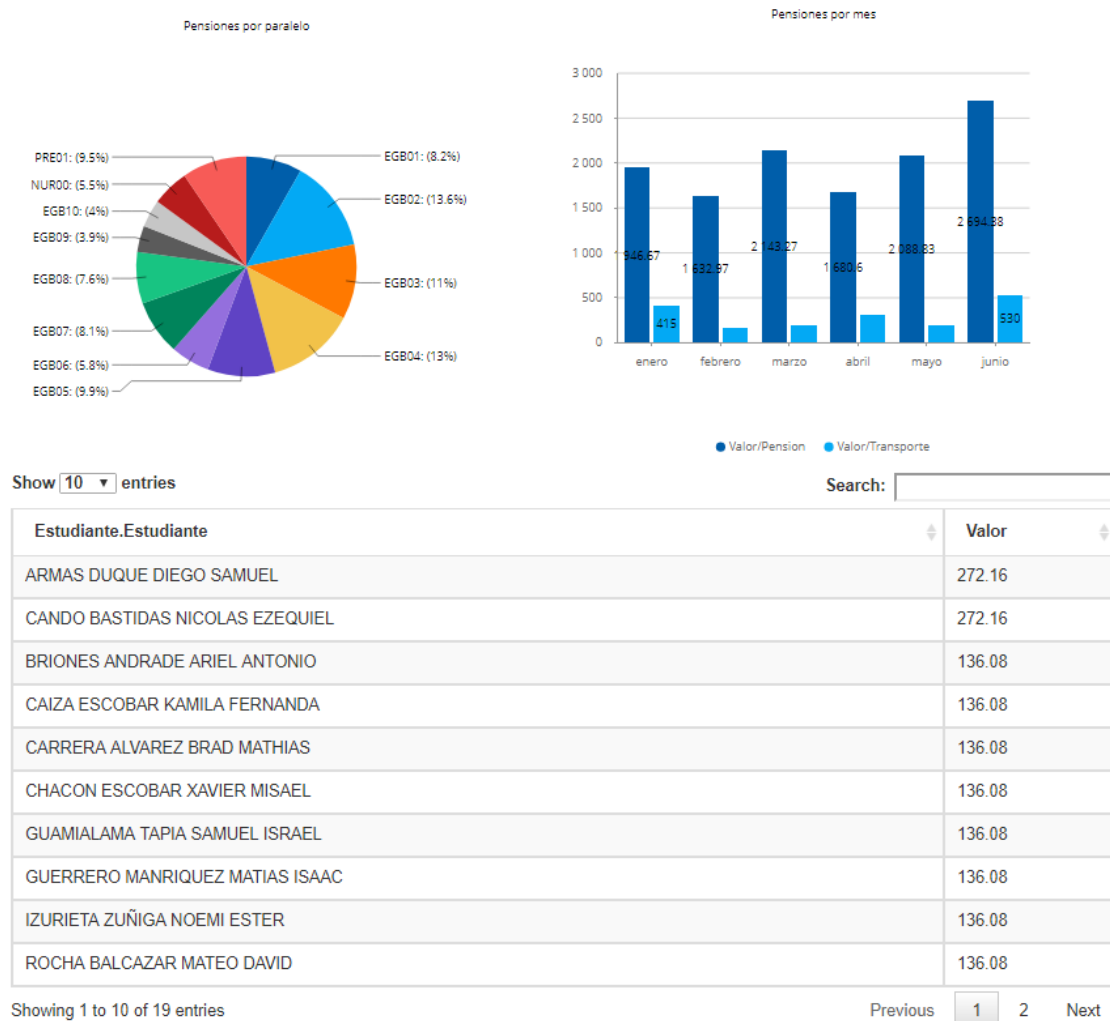 Pensiones por paralelo
PRE01: (9.5%)
NUR00: (5.5%)
EGB10: (4%)
EGB09: (3.9%)
EGB08: (7.6%)
EGB07: (8.1%)
EGB06: (5.8%)
EGB05: (9.9%)
EGB01: (8.2%)
EGB02: (13.6%)
EGB03: (11%)
EGB04: (13%)
Pensiones por mes
3 000
2 500
2 000
1 500
1 000
500
0
946.67
1 632.97
2 143.27
1 680.6
2 088.83
2 694.38
415
530
enero febrero marzo abril mayo junio
Valor/Pension Valor/Transporte
Show 10 entries Search:
Estudiante.Estudiante Valor
ARMAS DUQUE DIEGO SAMUEL 272.16
CANDO BASTIDAS NICOLAS EZEQUIEL 272.16
BRIONES ANDRADE ARIEL ANTONIO 136.08
CAIZA ESCOBAR KAMILA FERNANDA 136.08
CARRERA ALVAREZ BRAD MATHIAS 136.08
CHACON ESCOBAR XAVIER MISAEL 136.08
GUAMIALAMA TAPIA SAMUEL ISRAEL 136.08
GUERRERO MANRIQUEZ MATIAS ISAAC 136.08
IZURIETA ZUÑIGA NOEMI ESTER 136.08
ROCHA BALCAZAR MATEO DAVID 136.08
Showing 1 to 10 of 19 entries Previous 1 2 Next